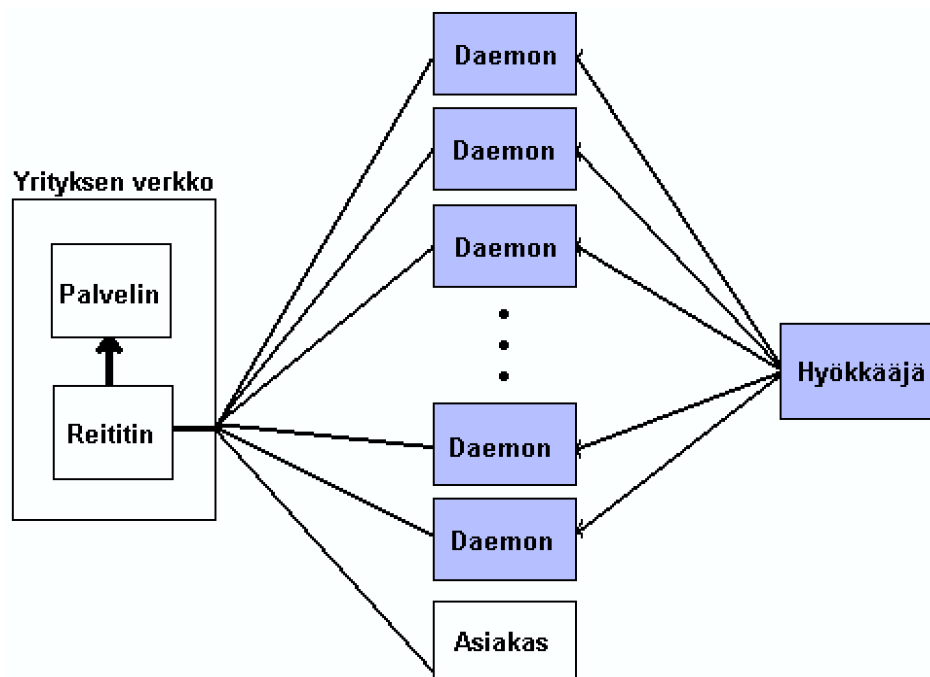 Daemon
Daemon
Yrityksen verkko
Daemon
Palvelin
Hyökkääjä
Reititin
Daemon
Daemon
Asiakas